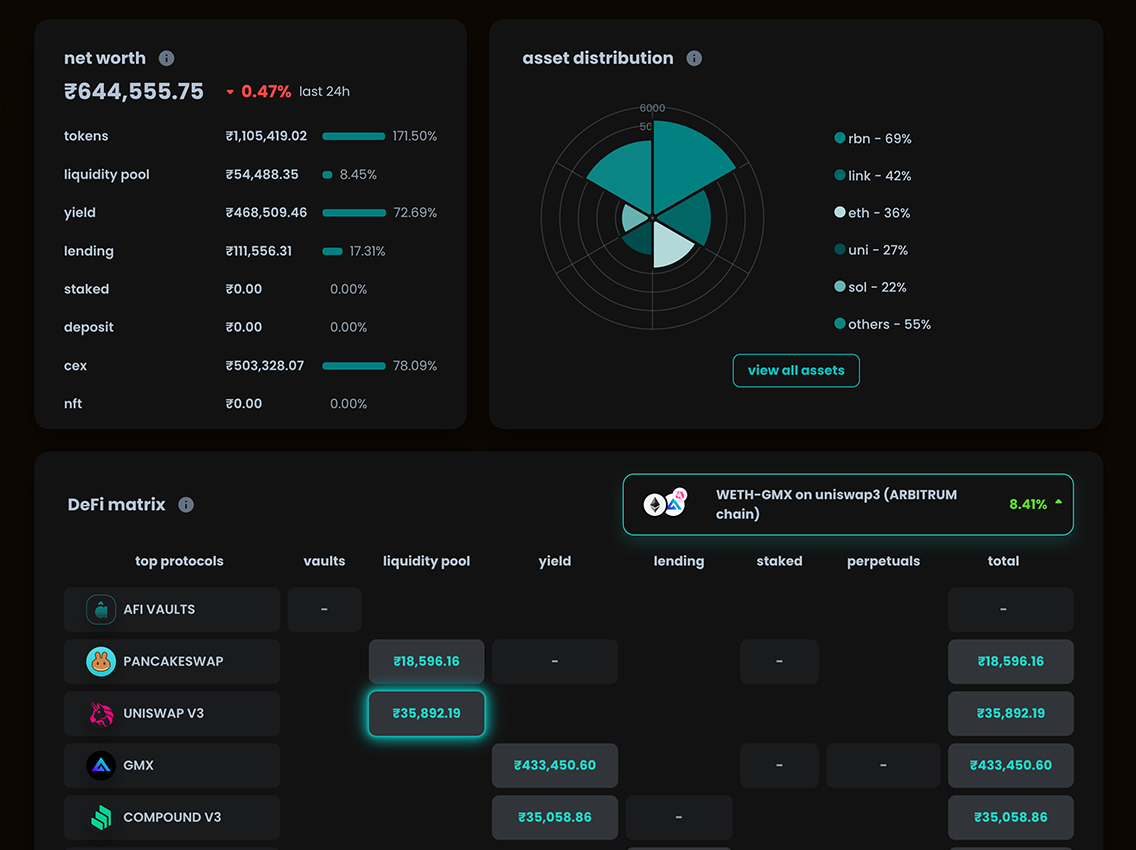 net worth
₹644,555.75 0.47% last 24h
tokens ₹1,105,419.02 171.50%
liquidity pool ₹54,488.35 8.45%
yield ₹468,509.46 72.69%
lending ₹111,556.31 17.31%
staked ₹0.00 0.00%
deposit ₹0.00 0.00%
cex ₹503,328.07 78.09%
nft ₹0.00 0.00%
asset distribution
6000
50
rbn - 69%
link - 42%
eth - 36%
uni - 27%
sol - 22%
others - 55%
view all assets
DeFi matrix
WETH-GMX on uniswap3 (ARBITRUM
chain)
8.41%
top protocols vaults liquidity pool yield lending staked perpetuals total
AFI VAULTS - -
PANCAKESWAP ₹18,596.16 - - ₹18,596.16
UNISWAP V3 ₹35,892.19 ₹35,892.19
GMX ₹433,450.60 - - ₹433,450.60
COMPOUND V3 ₹35,058.86 - ₹35,058.86